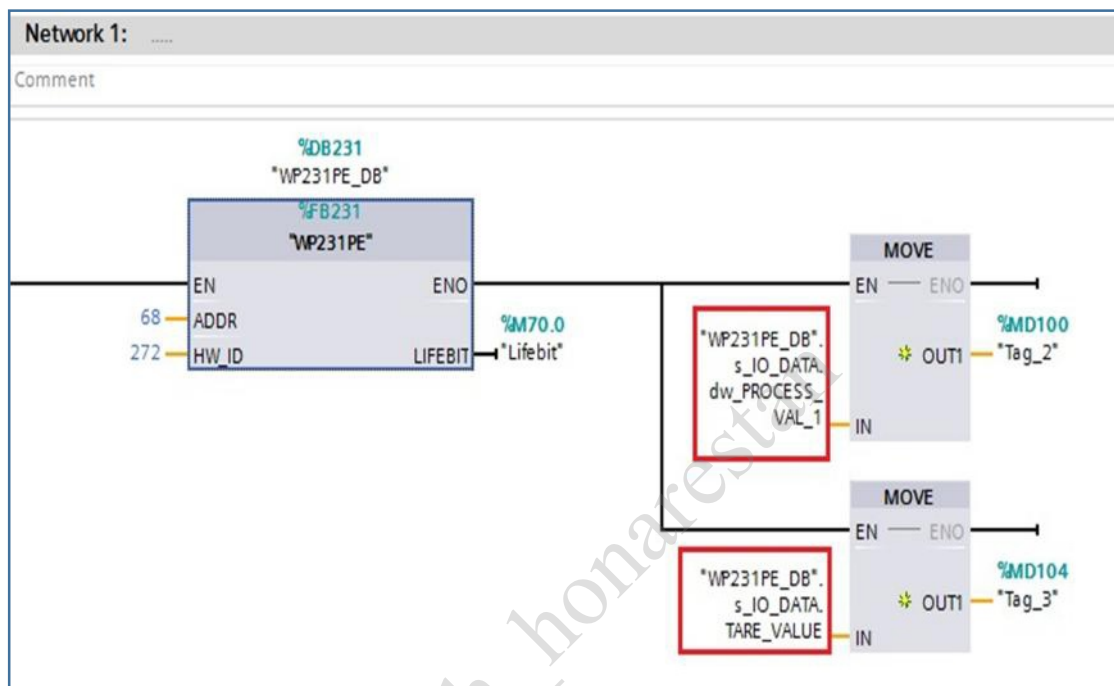 Network 1: .....
Comment
%DB231
"WP231PE_DB"
%FB231
"WP231PE"
EN ENO
68 ADDR
272 HW_ID
LIFEBIT
%M70.0
"Lifebit"
MOVE
EN ENO
"WP231PE_DB".
s_IO_DATA.
dw_PROCESS_
VAL_1
IN
OUT1
%MD100
"Tag_2"
MOVE
EN ENO
"WP231PE_DB".
s_IO_DATA.
TARE_VALUE
IN
OUT1
%MD104
"Tag_3"
h_honarestan